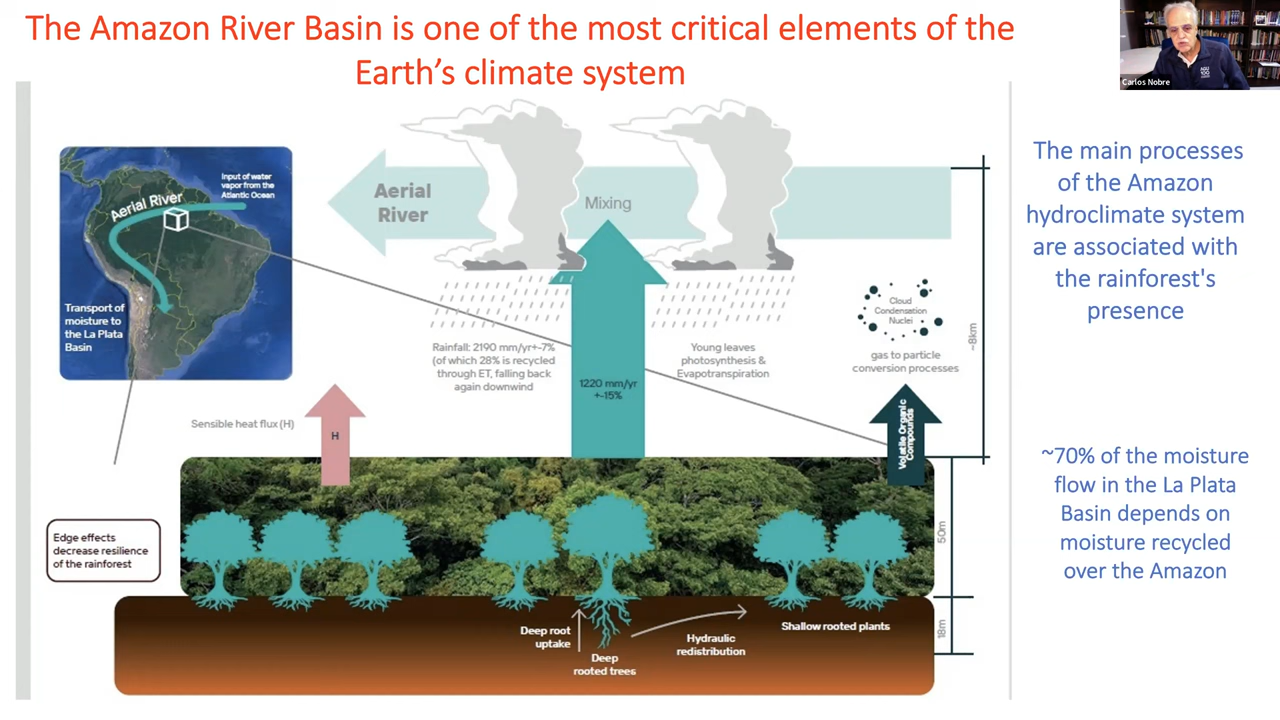 The Amazon River Basin is one of the most critical elements of the
Earth's climate system
Carlos Nobre
Input of water
vapor from the
Atlantic Ocean
Aerial River
Transport of
moisture to
the La Plata
Basin
Aerial
River
Mixing
Rainfall: 2190 mm/yr+-7%
(of which 28% is recycled
through ET, falling back
again downwind
1220 mm/yr
+-15%
Young leaves
photosynthesis &
Evapotranspiration
Cloud
Condensation
Nuclei
gas to particle
conversion processes
~8km
Sensible heat flux (H)
H
Volatile Organic
Compounds
Edge effects
decrease resilience
of the rainforest
50m
18m
Deep root
uptake
Deep
rooted trees
Hydraulic
redistribution
Shallow rooted plants
The main processes
of the Amazon
hydroclimate system
are associated with
the rainforest's
presence
~70% of the moisture
flow in the La Plata
Basin depends on
moisture recycled
over the Amazon